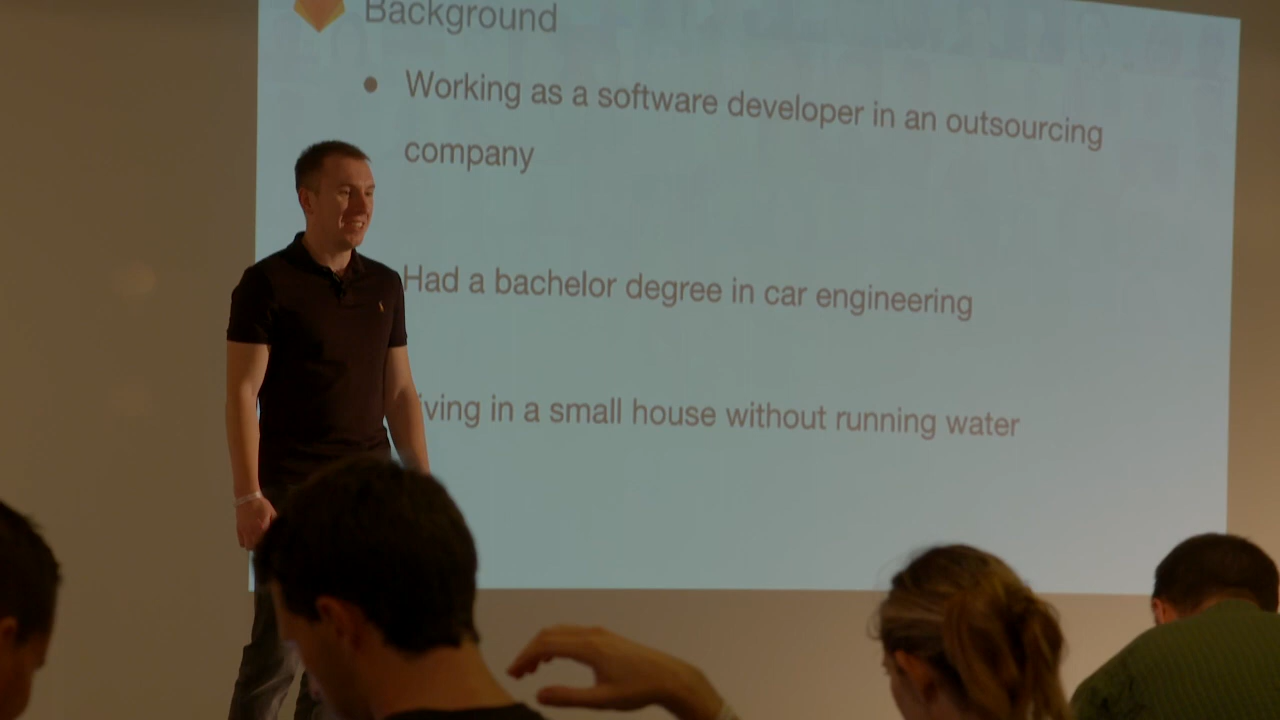 Background
• Working as a software developer in an outsourcing
company
Had a bachelor degree in car engineering
iving in a small house without running water